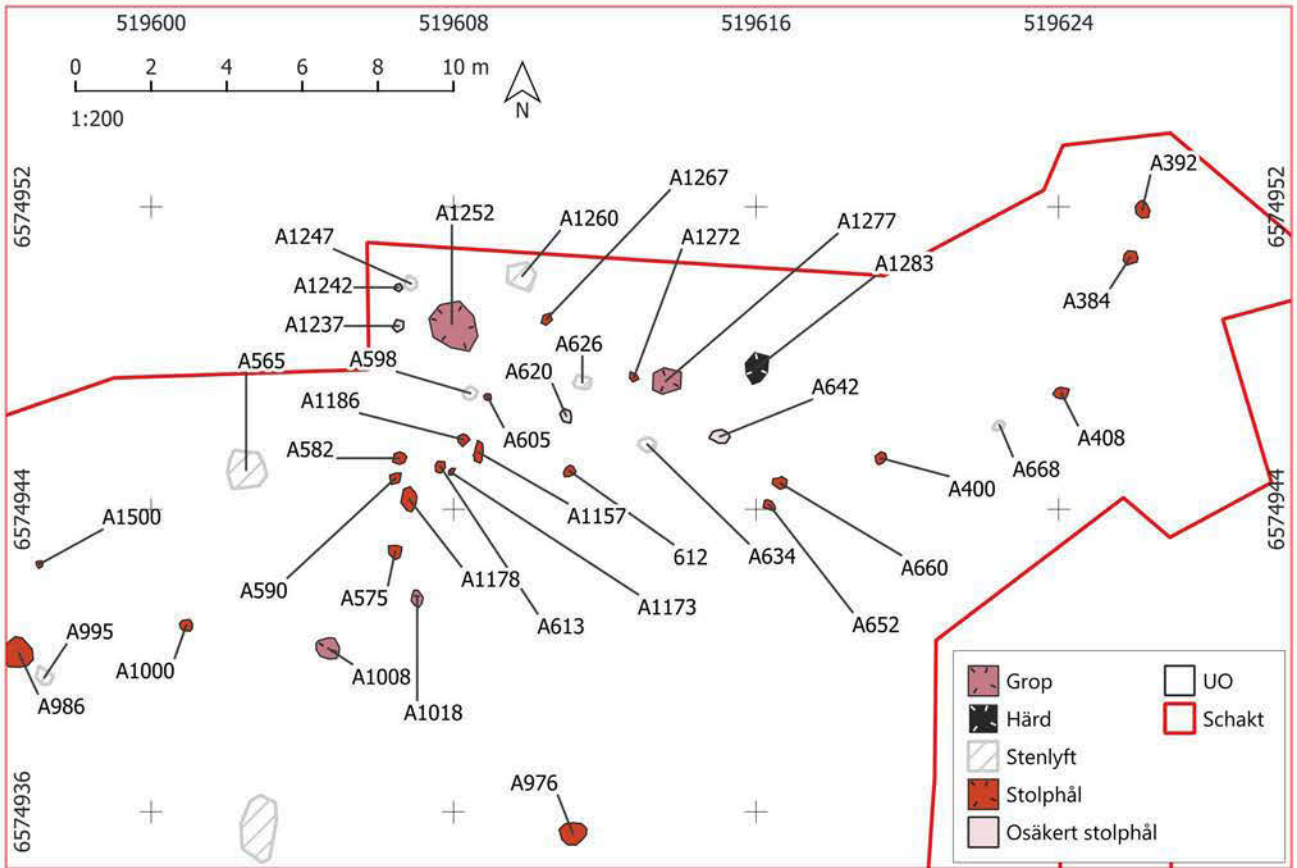 519600
519608
519616
519624
0 2 4 6 8 10 m
1:200
N
6574952
6574952
6574944
6574944
6574936
A392
A1267
A1252
A1260
A1277
A1272
A1247
A1283
A1242
A384
A1237
A626
A565
A598
A620
A642
A1186
A605
A408
A582
A668
A400
A1500
A1157
612
A634
A660
A590
A575
A1178
A1173
A613
A652
A995
A1000
A1008
A986
A1018
A976
Grop
Härd
Stenlyft
Stolphål
Osäkert stolphål
UO
Schakt